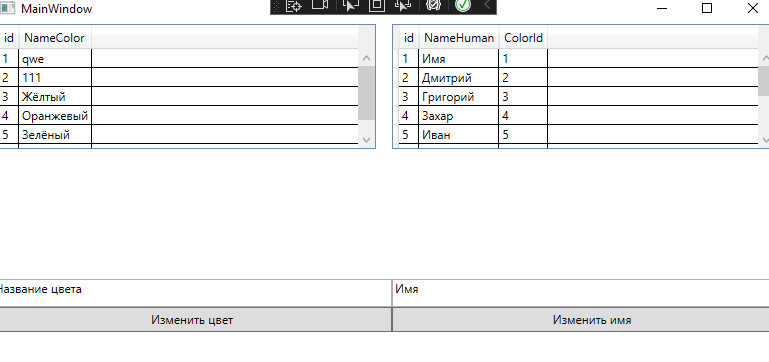 MainWindow
id NameColor
1 qwe
2 111
3 Жёлтый
4 Оранжевый
5 Зелёный
id NameHuman ColorId
1 Имя 1
2 Дмитрий 2
3 Григорий 3
4 Захар 4
5 Иван 5
Название цвета
Имя
Изменить цвет
Изменить имя